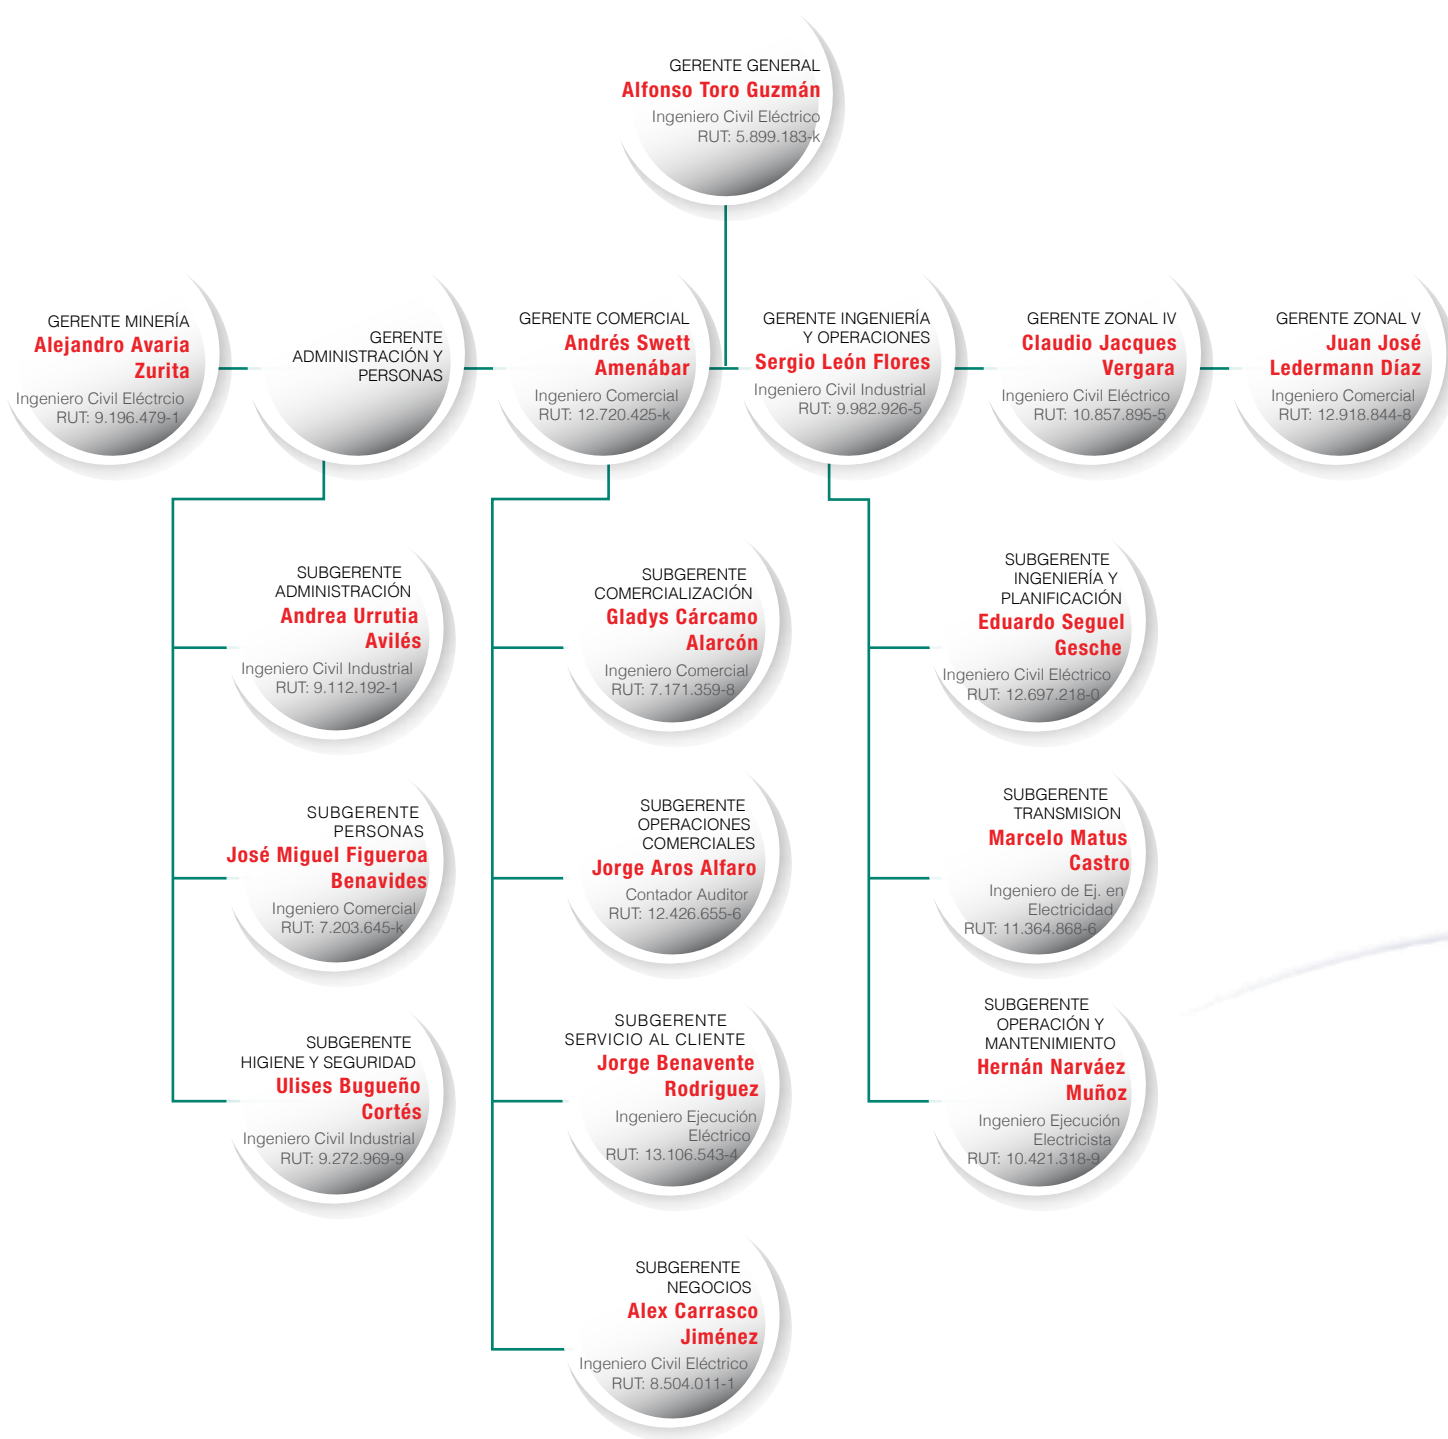 GERENTE GENERAL
Alfonso Toro Guzmán
Ingeniero Civil Eléctrico
RUT: 5.899.183-k
GERENTE MINERÍA
Alejandro Avaria
Zurita
Ingeniero Civil Eléctrcio
RUT: 9.196.479-1
GERENTE
ADMINISTRACIÓN Y
PERSONAS
GERENTE COMERCIAL
Andrés Swett
Amenábar
Ingeniero Comercial
RUT: 12.720.425-k
GERENTE INGENIERÍA
Y OPERACIONES
Sergio León Flores
Ingeniero Civil Industrial
RUT: 9.982.926-5
GERENTE ZONAL IV
Claudio Jacques
Vergara
Ingeniero Civil Eléctrico
RUT: 10.857.895-5
GERENTE ZONAL V
Juan José
Ledermann Díaz
Ingeniero Comercial
RUT: 12.918.844-8
SUBGERENTE
ADMINISTRACIÓN
Andrea Urrutia
Avilés
Ingeniero Civil Industrial
RUT: 9.112.192-1
SUBGERENTE
PERSONAS
José Miguel Figueroa
Benavides
Ingeniero Comercial
RUT: 7.203.645-k
SUBGERENTE
HIGIENE Y SEGURIDAD
Ulises Bugueño
Cortés
Ingeniero Civil Industrial
RUT: 9.272.969-9
SUBGERENTE
COMERCIALIZACIÓN
Gladys Cárcamo
Alarcón
Ingeniero Comercial
RUT: 7.171.359-8
SUBGERENTE
OPERACIONES
COMERCIALES
Jorge Aros Alfaro
Contador Auditor
RUT: 12.426.655-6
SUBGERENTE
SERVICIO AL CLIENTE
Jorge Benavente
Rodriguez
Ingeniero Ejecución
Eléctrico
RUT: 13.106.543-4
SUBGERENTE
NEGOCIOS
Alex Carrasco
Jiménez
Ingeniero Civil Eléctrico
RUT: 8.504.011-1
SUBGERENTE
INGENIERÍA Y
PLANIFICACIÓN
Eduardo Seguel
Gesche
Ingeniero Civil Eléctrico
RUT: 12.697.218-0
SUBGERENTE
TRANSMISION
Marcelo Matus
Castro
Ingeniero de Ej. en
Electricidad
RUT: 11.364.868-6
SUBGERENTE
OPERACIÓN Y
MANTENIMIENTO
Hernán Narváez
Muñoz
Ingeniero Ejecución
Electricista
RUT: 10.421.318-9